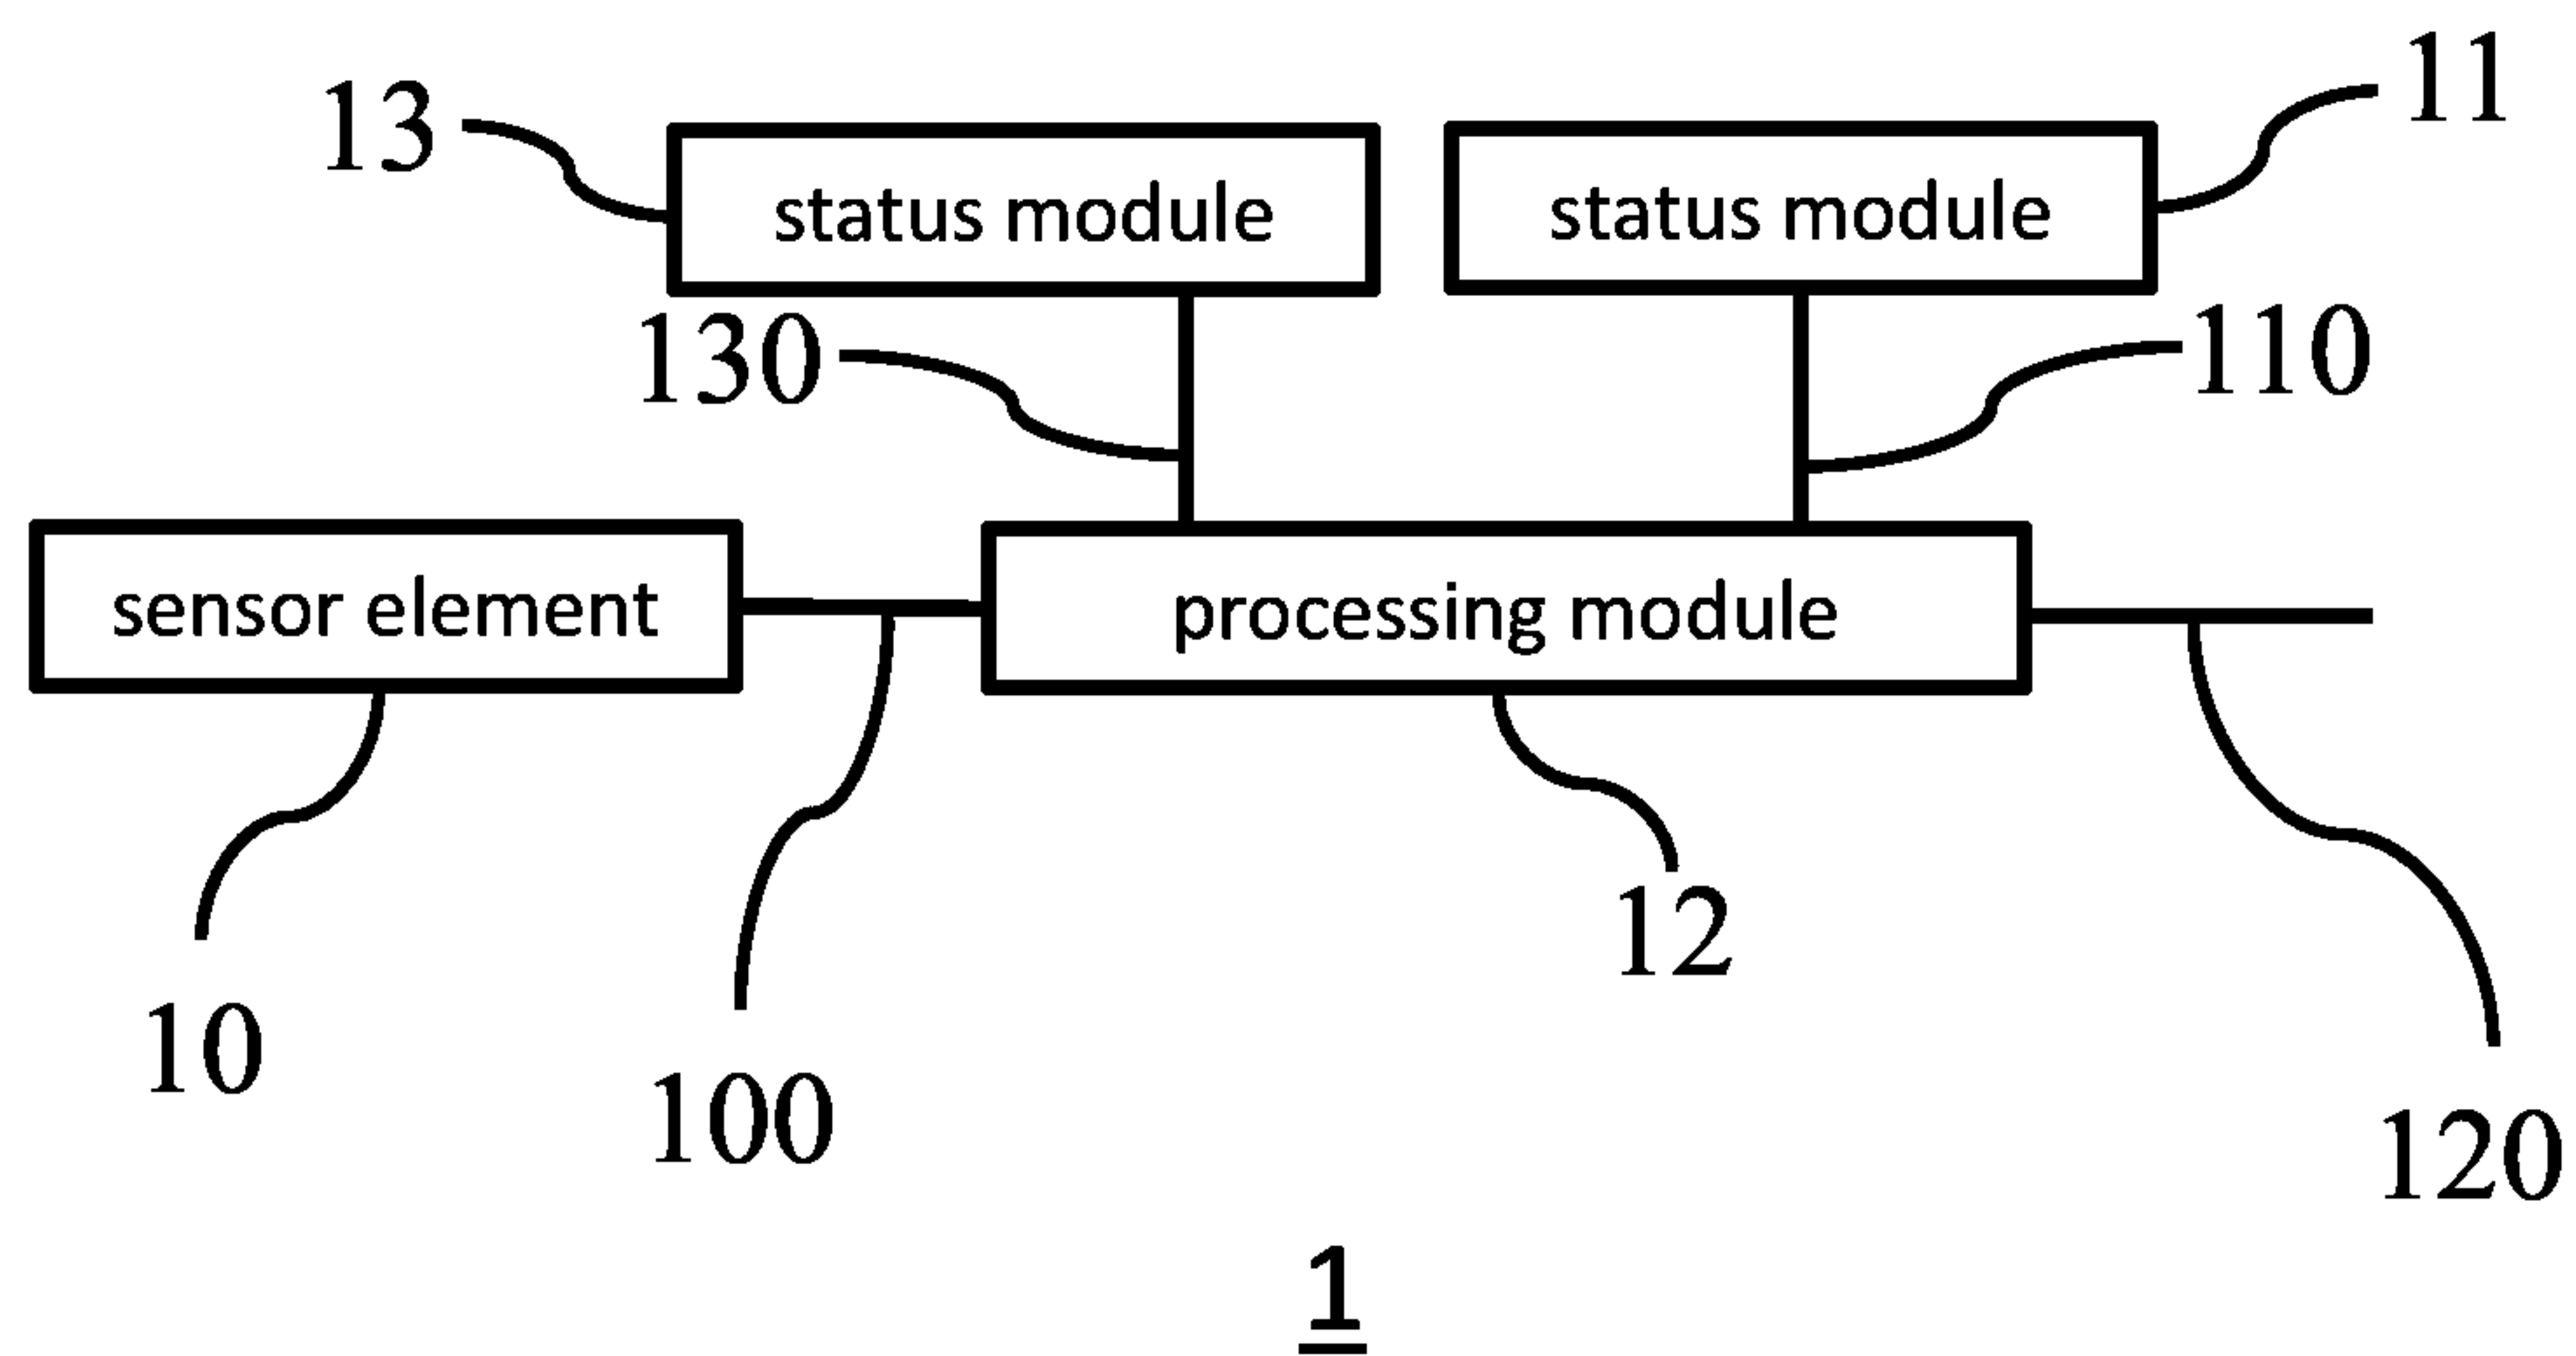 13
11
status module
status module
130
110
sensor element
processing module
12
10
100
120
1